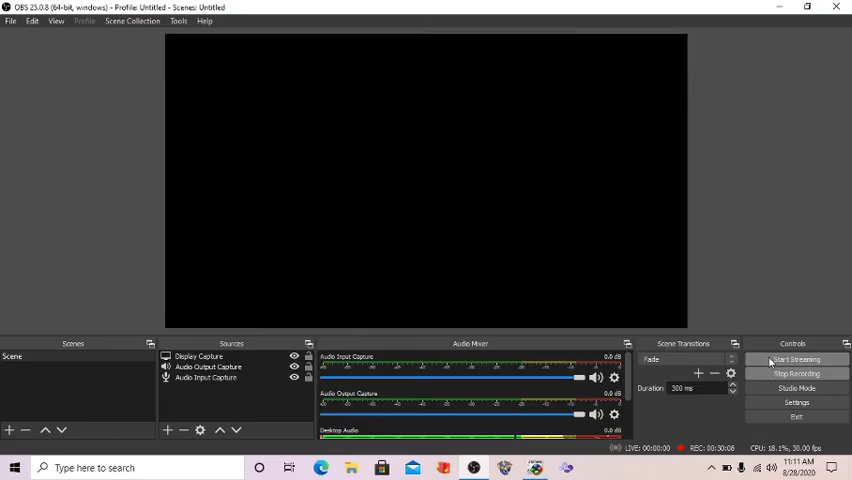 OBS 25.0.8 (64-bit, windows) - Profile: Untitled - Scenes: Untitled
File Edit View Profile Scene Collection Tools Help
Scenes Sources Audio Mixer Scene Transitions Controls
Scene
Display Capture
Audio Output Capture
Audio Input Capture
Audio Input Capture 0.0 dB
Audio Output Capture 0.0 dB
Desktop Audio 0.0 dB
Fade
Duration 300 ms
Start Streaming
Stop Recording
Studio Mode
Settings
Exit
LIVE: 00:00:00 REC: 00:30:08 CPU: 18.1%, 30.00 fps
Type here to search
11:11 AM
8/28/2020